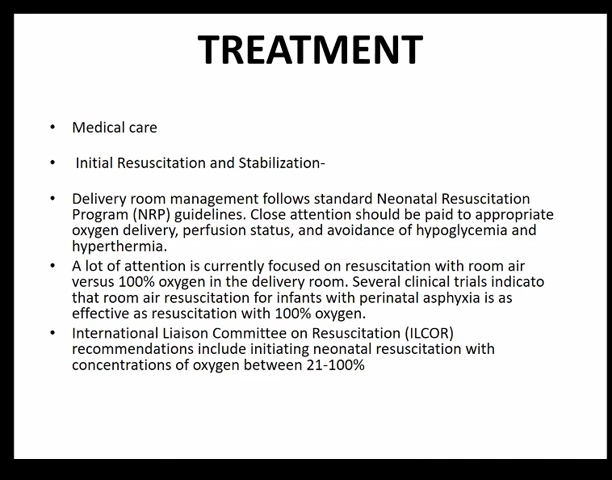 TREATMENT
• Medical care
• Initial Resuscitation and Stabilization-
• Delivery room management follows standard Neonatal Resuscitation
Program (NRP) guidelines. Close attention should be paid to appropriate
oxygen delivery, perfusion status, and avoidance of hypoglycemia and
hyperthermia.
• A lot of attention is currently focused on resuscitation with room air
versus 100% oxygen in the delivery room. Several clinical trials indicato
that room air resuscitation for infants with perinatal asphyxia is as
effective as resuscitation with 100% oxygen.
• International Liaison Committee on Resuscitation (ILCOR)
recommendations include initiating neonatal resuscitation with
concentrations of oxygen between 21-100%